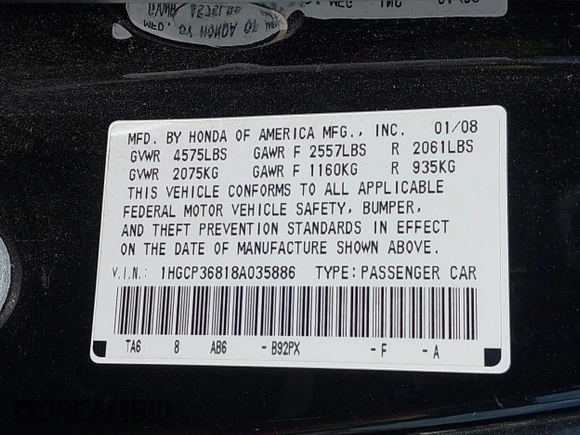 MFD. BY HONDA OF AMERICA MFG., INC. 01/08
GVWR 4575LBS GAWR F 2557LBS R 2061LBS
GVWR 2075KG GAWR F 1160KG R 935KG
THIS VEHICLE CONFORMS TO ALL APPLICABLE
FEDERAL MOTOR VEHICLE SAFETY, BUMPER,
AND THEFT PREVENTION STANDARDS IN EFFECT
ON THE DATE OF MANUFACTURE SHOWN ABOVE.
V.I.N.: 1HGCP36818A035886 TYPE: PASSENGER CAR
TA6 8 AB6 - B92PX - F - A
DREAMBID